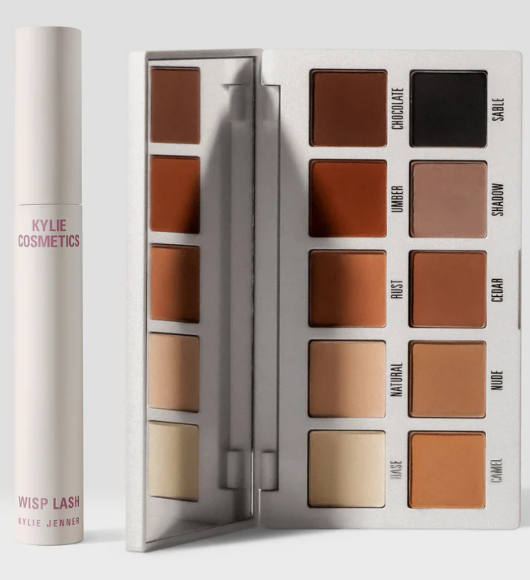 KYLIE
COSMETICS
WISP LASH
KYLIE JENNER
CHOCOLATE
SABLE
UMBER
SHADOW
RUST
CEDAR
NATURAL
NUDE
BASE
CAMEL